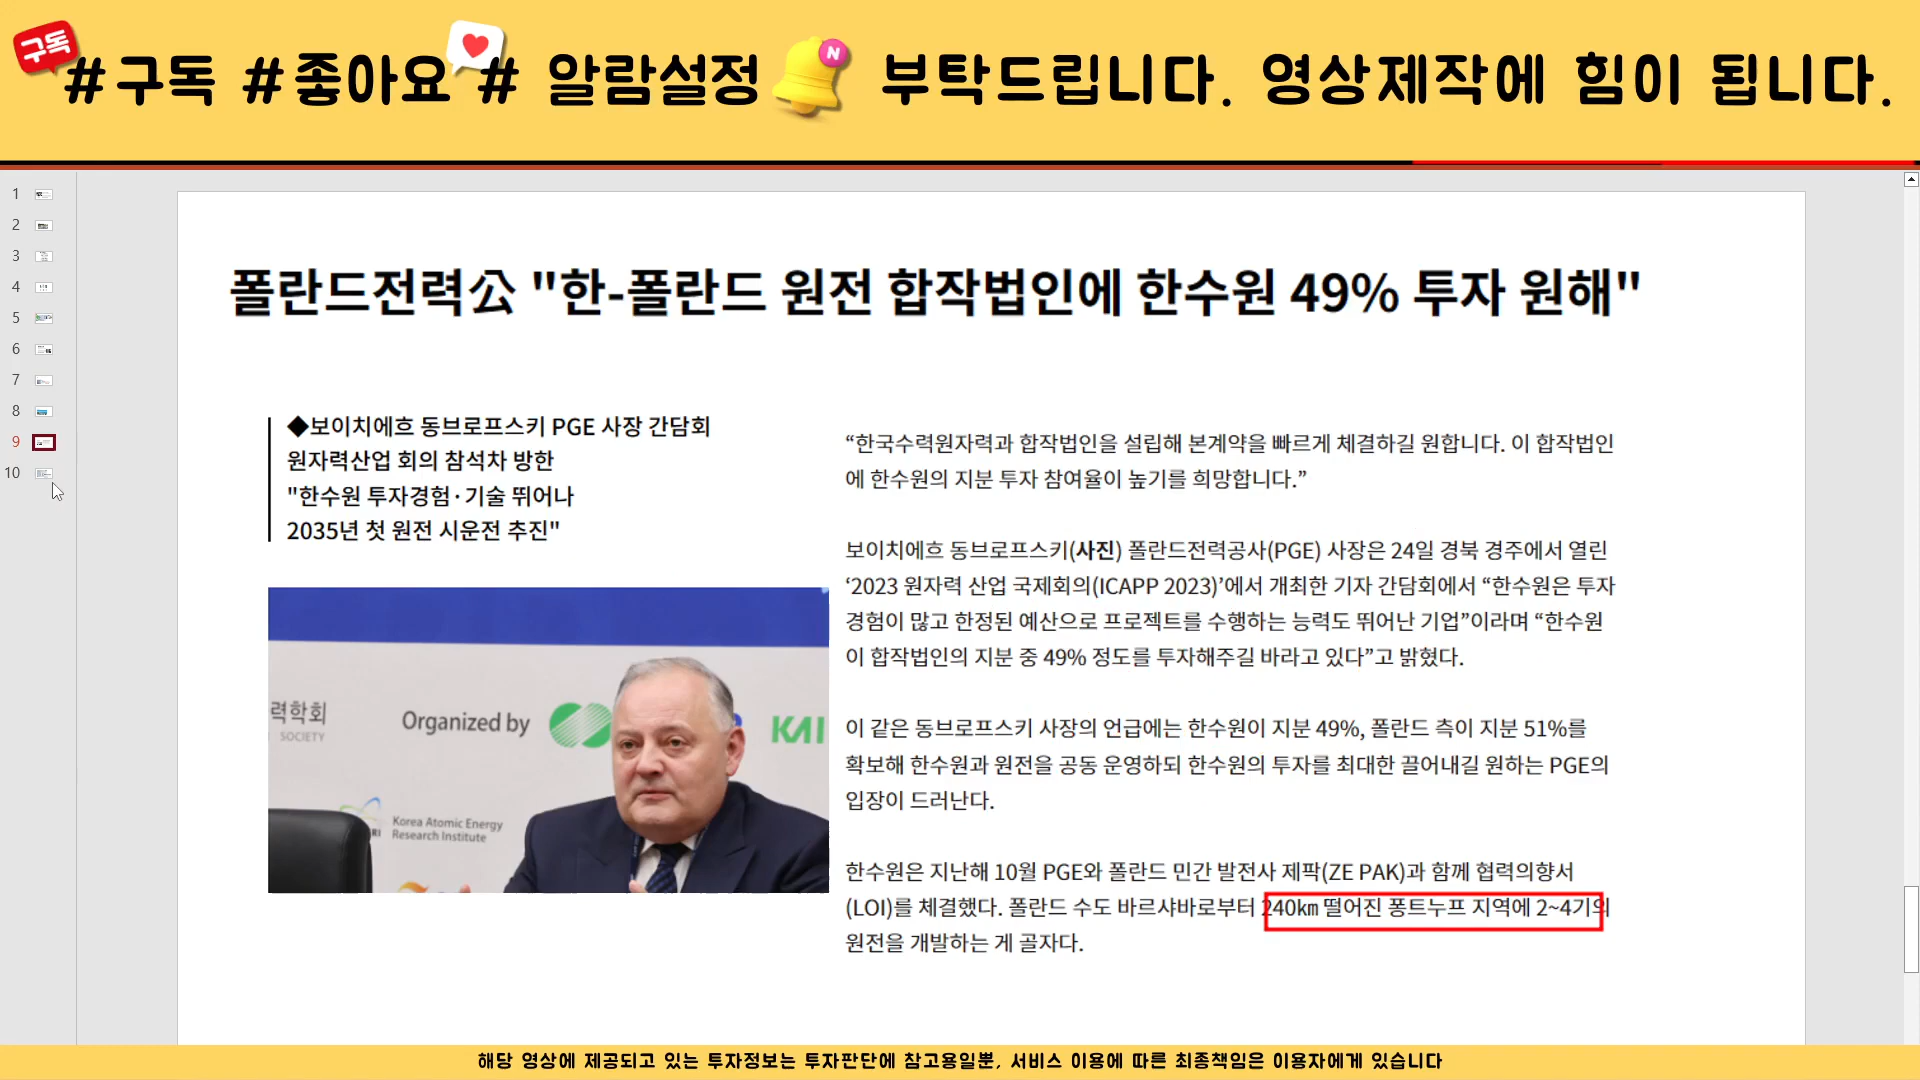 구독
#구독 #좋아요 # 알람설정 N 부탁드립니다. 영상제작에 힘이 됩니다.
1
2
3
4
5
6
7
8
9
10
폴란드전력公 "한-폴란드 원전 합작법인에 한수원 49% 투자 원해"
◆보이치에흐 동브로프스키 PGE 사장 간담회
원자력산업 회의 참석차 방한
"한수원 투자경험·기술 뛰어나
2035년 첫 원전 시운전 추진"
력학회
SOCIETY
Organized by
KAI
RI
Korea Atomic Energy
Research Institute
“한국수력원자력과 합작법인을 설립해 본계약을 빠르게 체결하길 원합니다. 이 합작법인
에 한수원의 지분 투자 참여율이 높기를 희망합니다.”
보이치에흐 동브로프스키(사진) 폴란드전력공사(PGE) 사장은 24일 경북 경주에서 열린
‘2023 원자력 산업 국제회의(ICAPP 2023)’에서 개최한 기자 간담회에서 “한수원은 투자
경험이 많고 한정된 예산으로 프로젝트를 수행하는 능력도 뛰어난 기업”이라며 “한수원
이 합작법인의 지분 중 49% 정도를 투자해주길 바라고 있다”고 밝혔다.
이 같은 동브로프스키 사장의 언급에는 한수원이 지분 49%, 폴란드 측이 지분 51%를
확보해 한수원과 원전을 공동 운영하되 한수원의 투자를 최대한 끌어내길 원하는 PGE의
입장이 드러난다.
한수원은 지난해 10월 PGE와 폴란드 민간 발전사 제팍(ZE PAK)과 함께 협력의향서
(LOI)를 체결했다. 폴란드 수도 바르샤바로부터 240㎞ 떨어진 퐁트누프 지역에 2~4기의
원전을 개발하는 게 골자다.
해당 영상에 제공되고 있는 투자정보는 투자판단에 참고용일뿐, 서비스 이용에 따른 최종책임은 이용자에게 있습니다